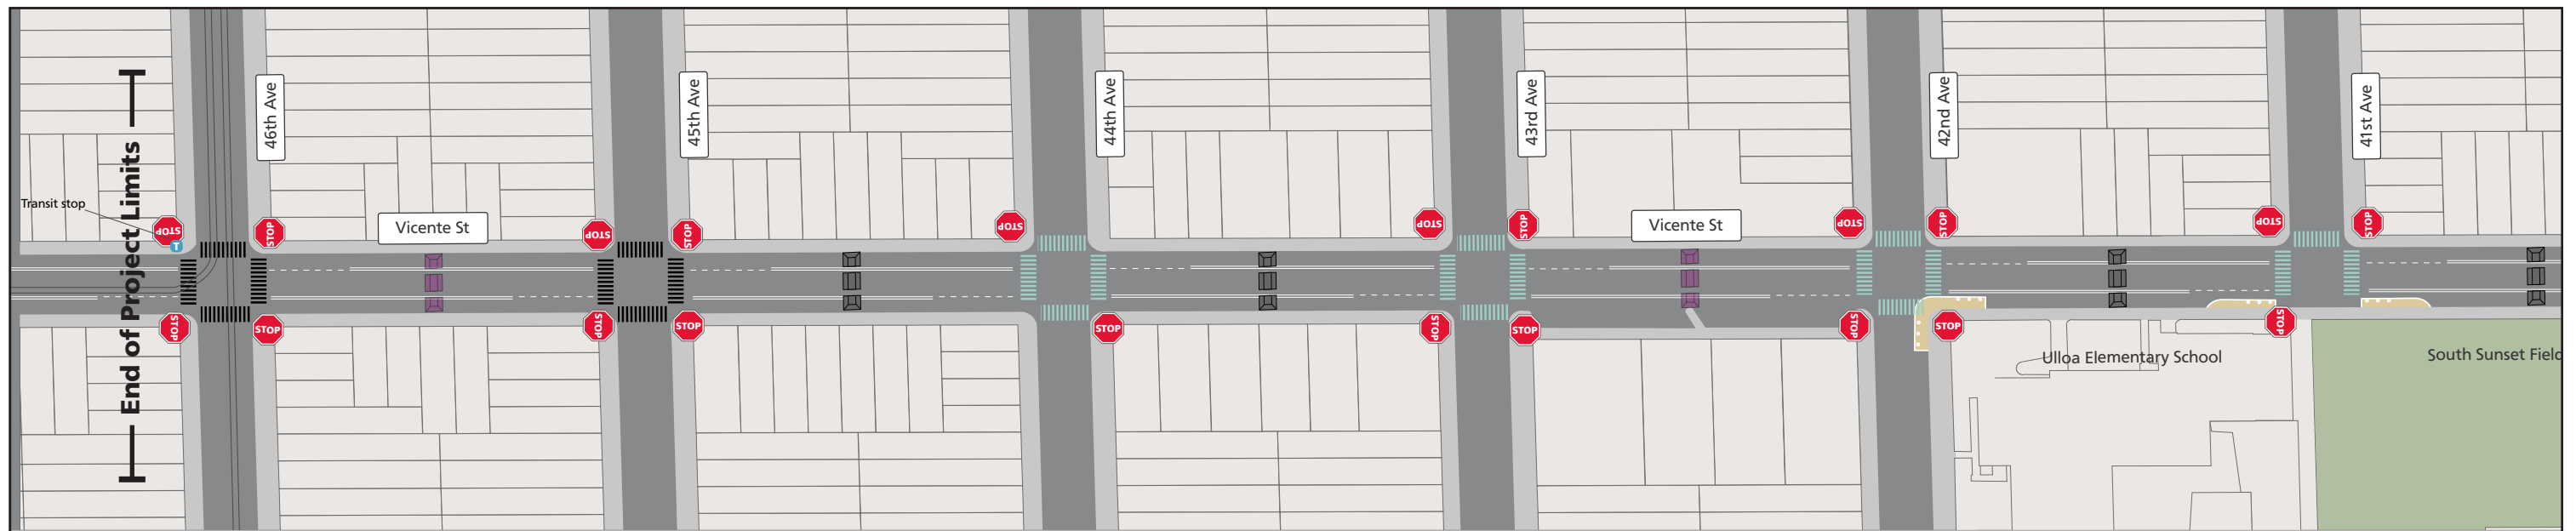 46th Ave
45th Ave
44th Ave
43rd Ave
42nd Ave
41st Ave
End of Project Limits
Transit stop
STOP
STOP
STOP
STOP
STOP
STOP
STOP
STOP
STOP
STOP
Vicente St
Vicente St
T
STOP
STOP
STOP
STOP
STOP
STOP
STOP
STOP
STOP
STOP
Ulloa Elementary School
South Sunset Field